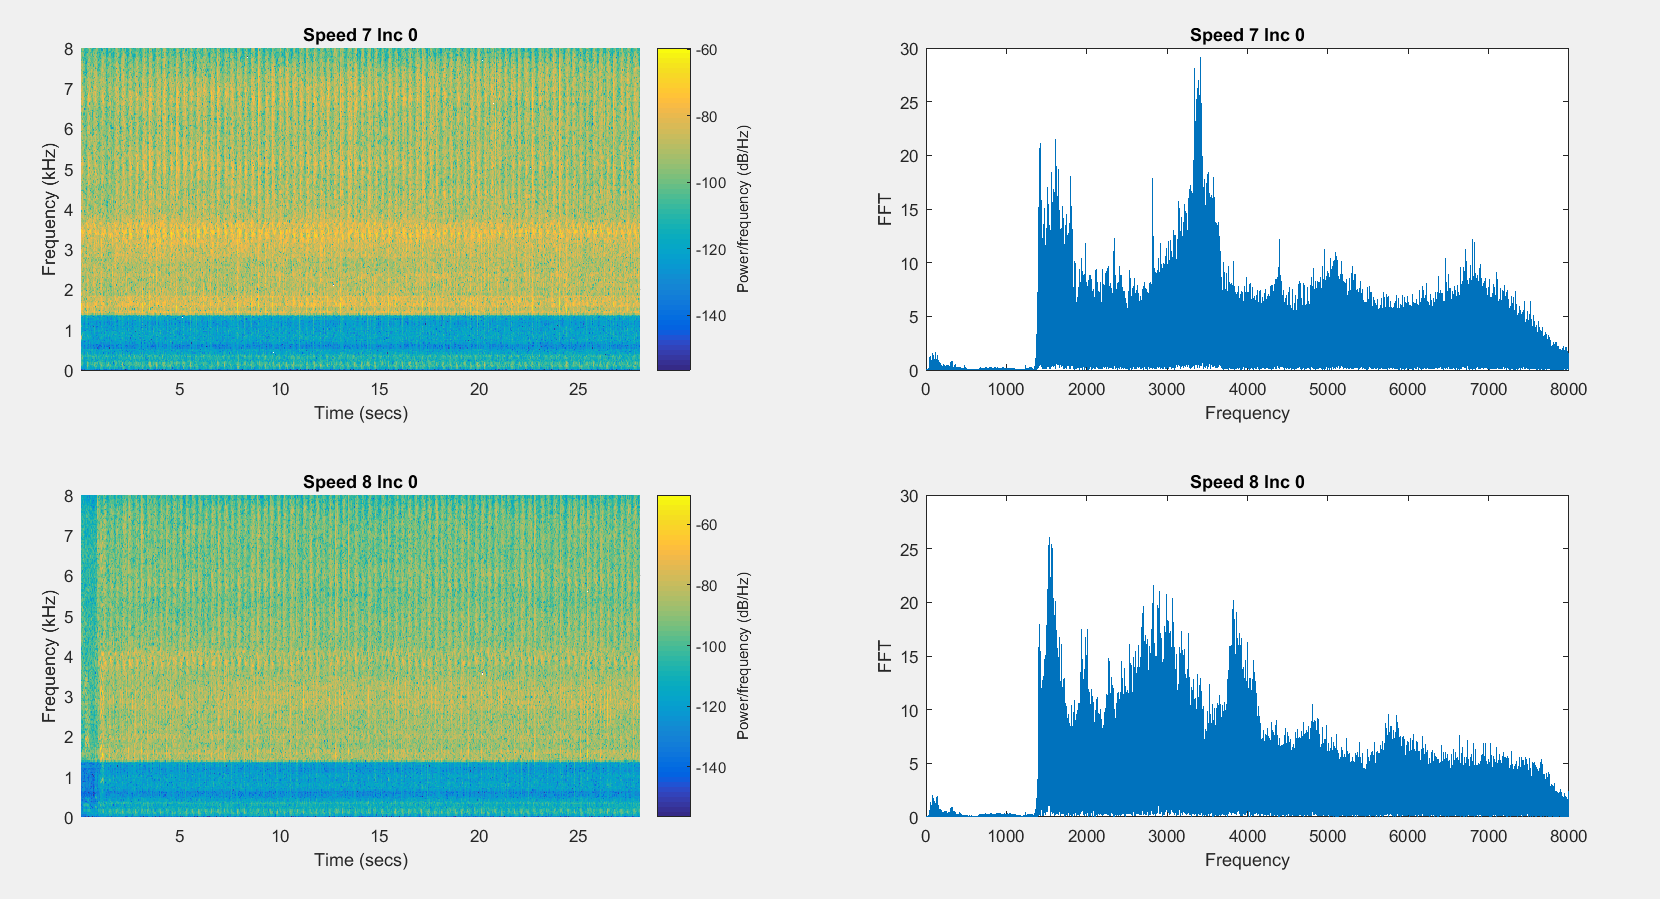 Speed 7 Inc 0
8
7
6
5
4
3
2
1
0
Frequency (kHz)
5 10 15 20 25
Time (secs)
-60
-80
-100
-120
-140
Power/frequency (dB/Hz)
Speed 7 Inc 0
30
25
20
15
10
5
0
FFT
0 1000 2000 3000 4000 5000 6000 7000 8000
Frequency
Speed 8 Inc 0
8
7
6
5
4
3
2
1
0
Frequency (kHz)
5 10 15 20 25
Time (secs)
-60
-80
-100
-120
-140
Power/frequency (dB/Hz)
Speed 8 Inc 0
30
25
20
15
10
5
0
FFT
0 1000 2000 3000 4000 5000 6000 7000 8000
Frequency